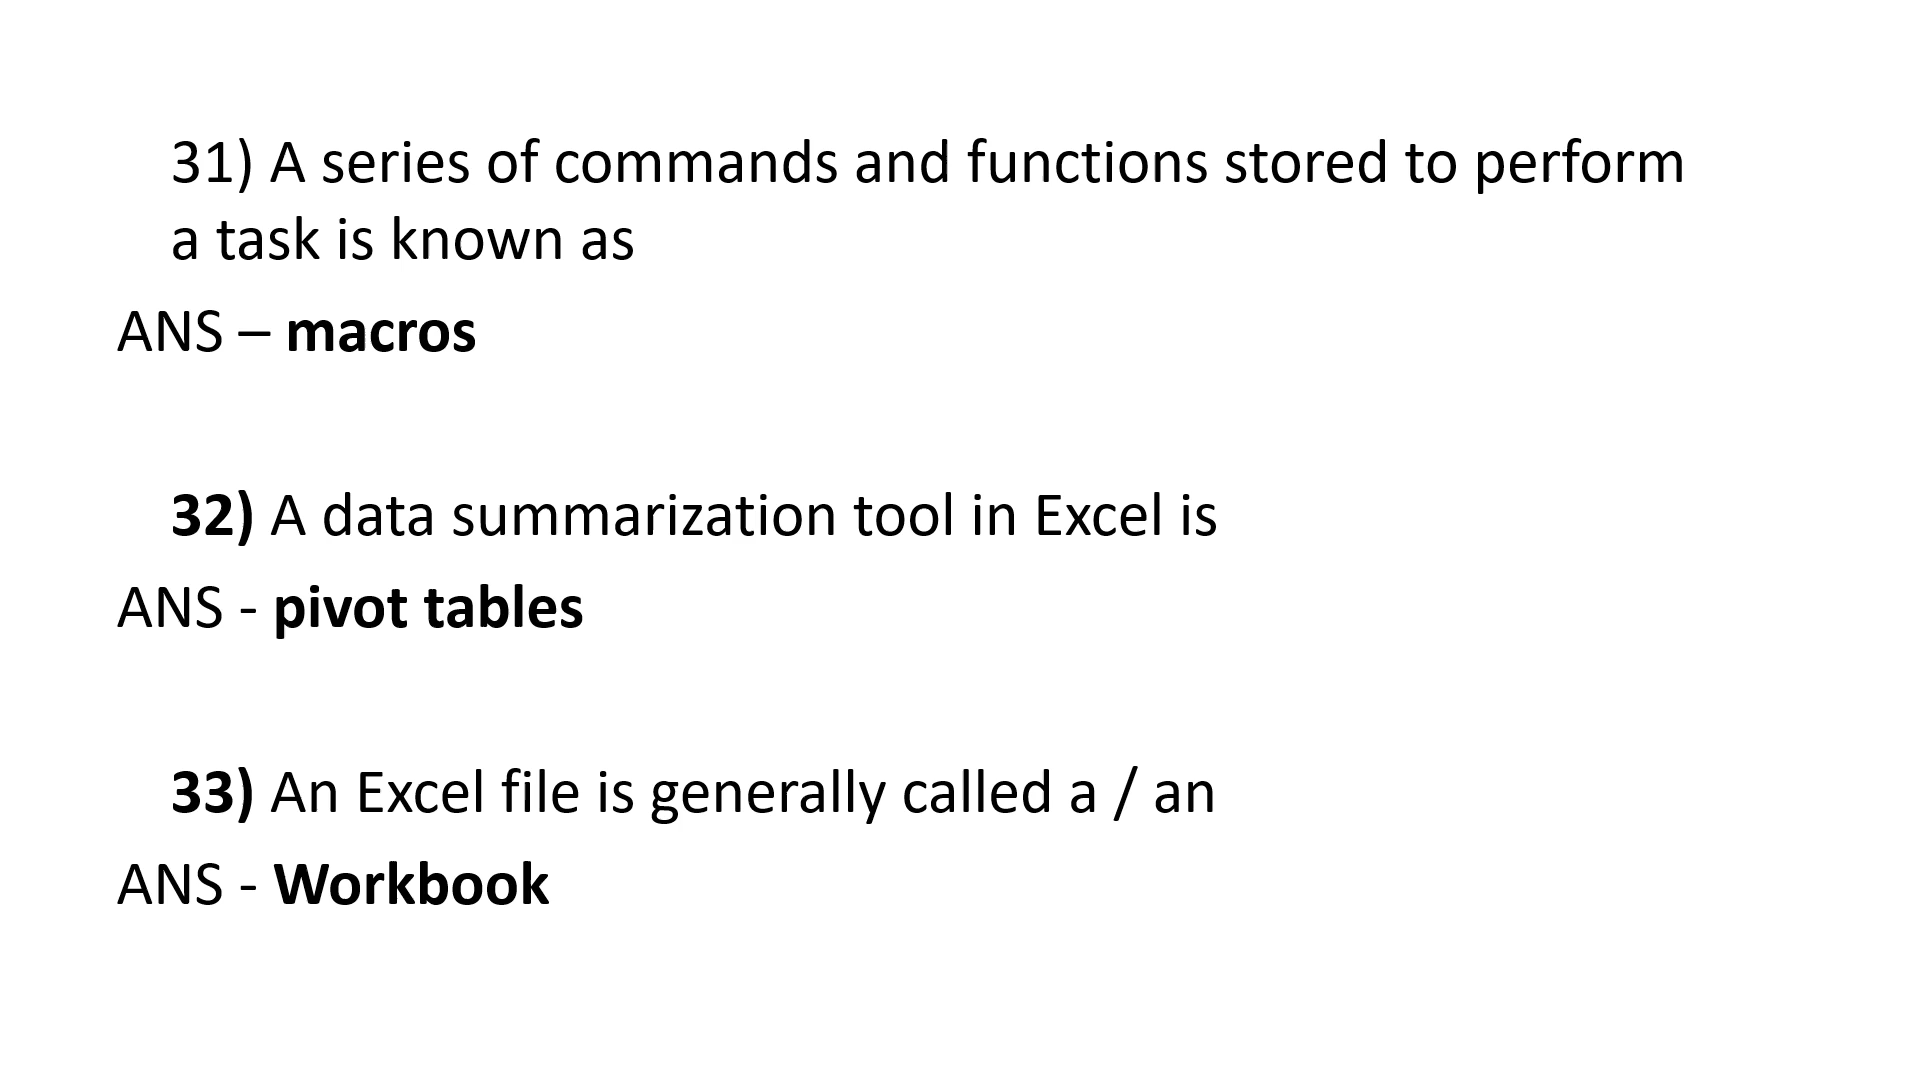 31) A series of commands and functions stored to perform
a task is known as
ANS – macros
32) A data summarization tool in Excel is
ANS - pivot tables
33) An Excel file is generally called a / an
ANS - Workbook